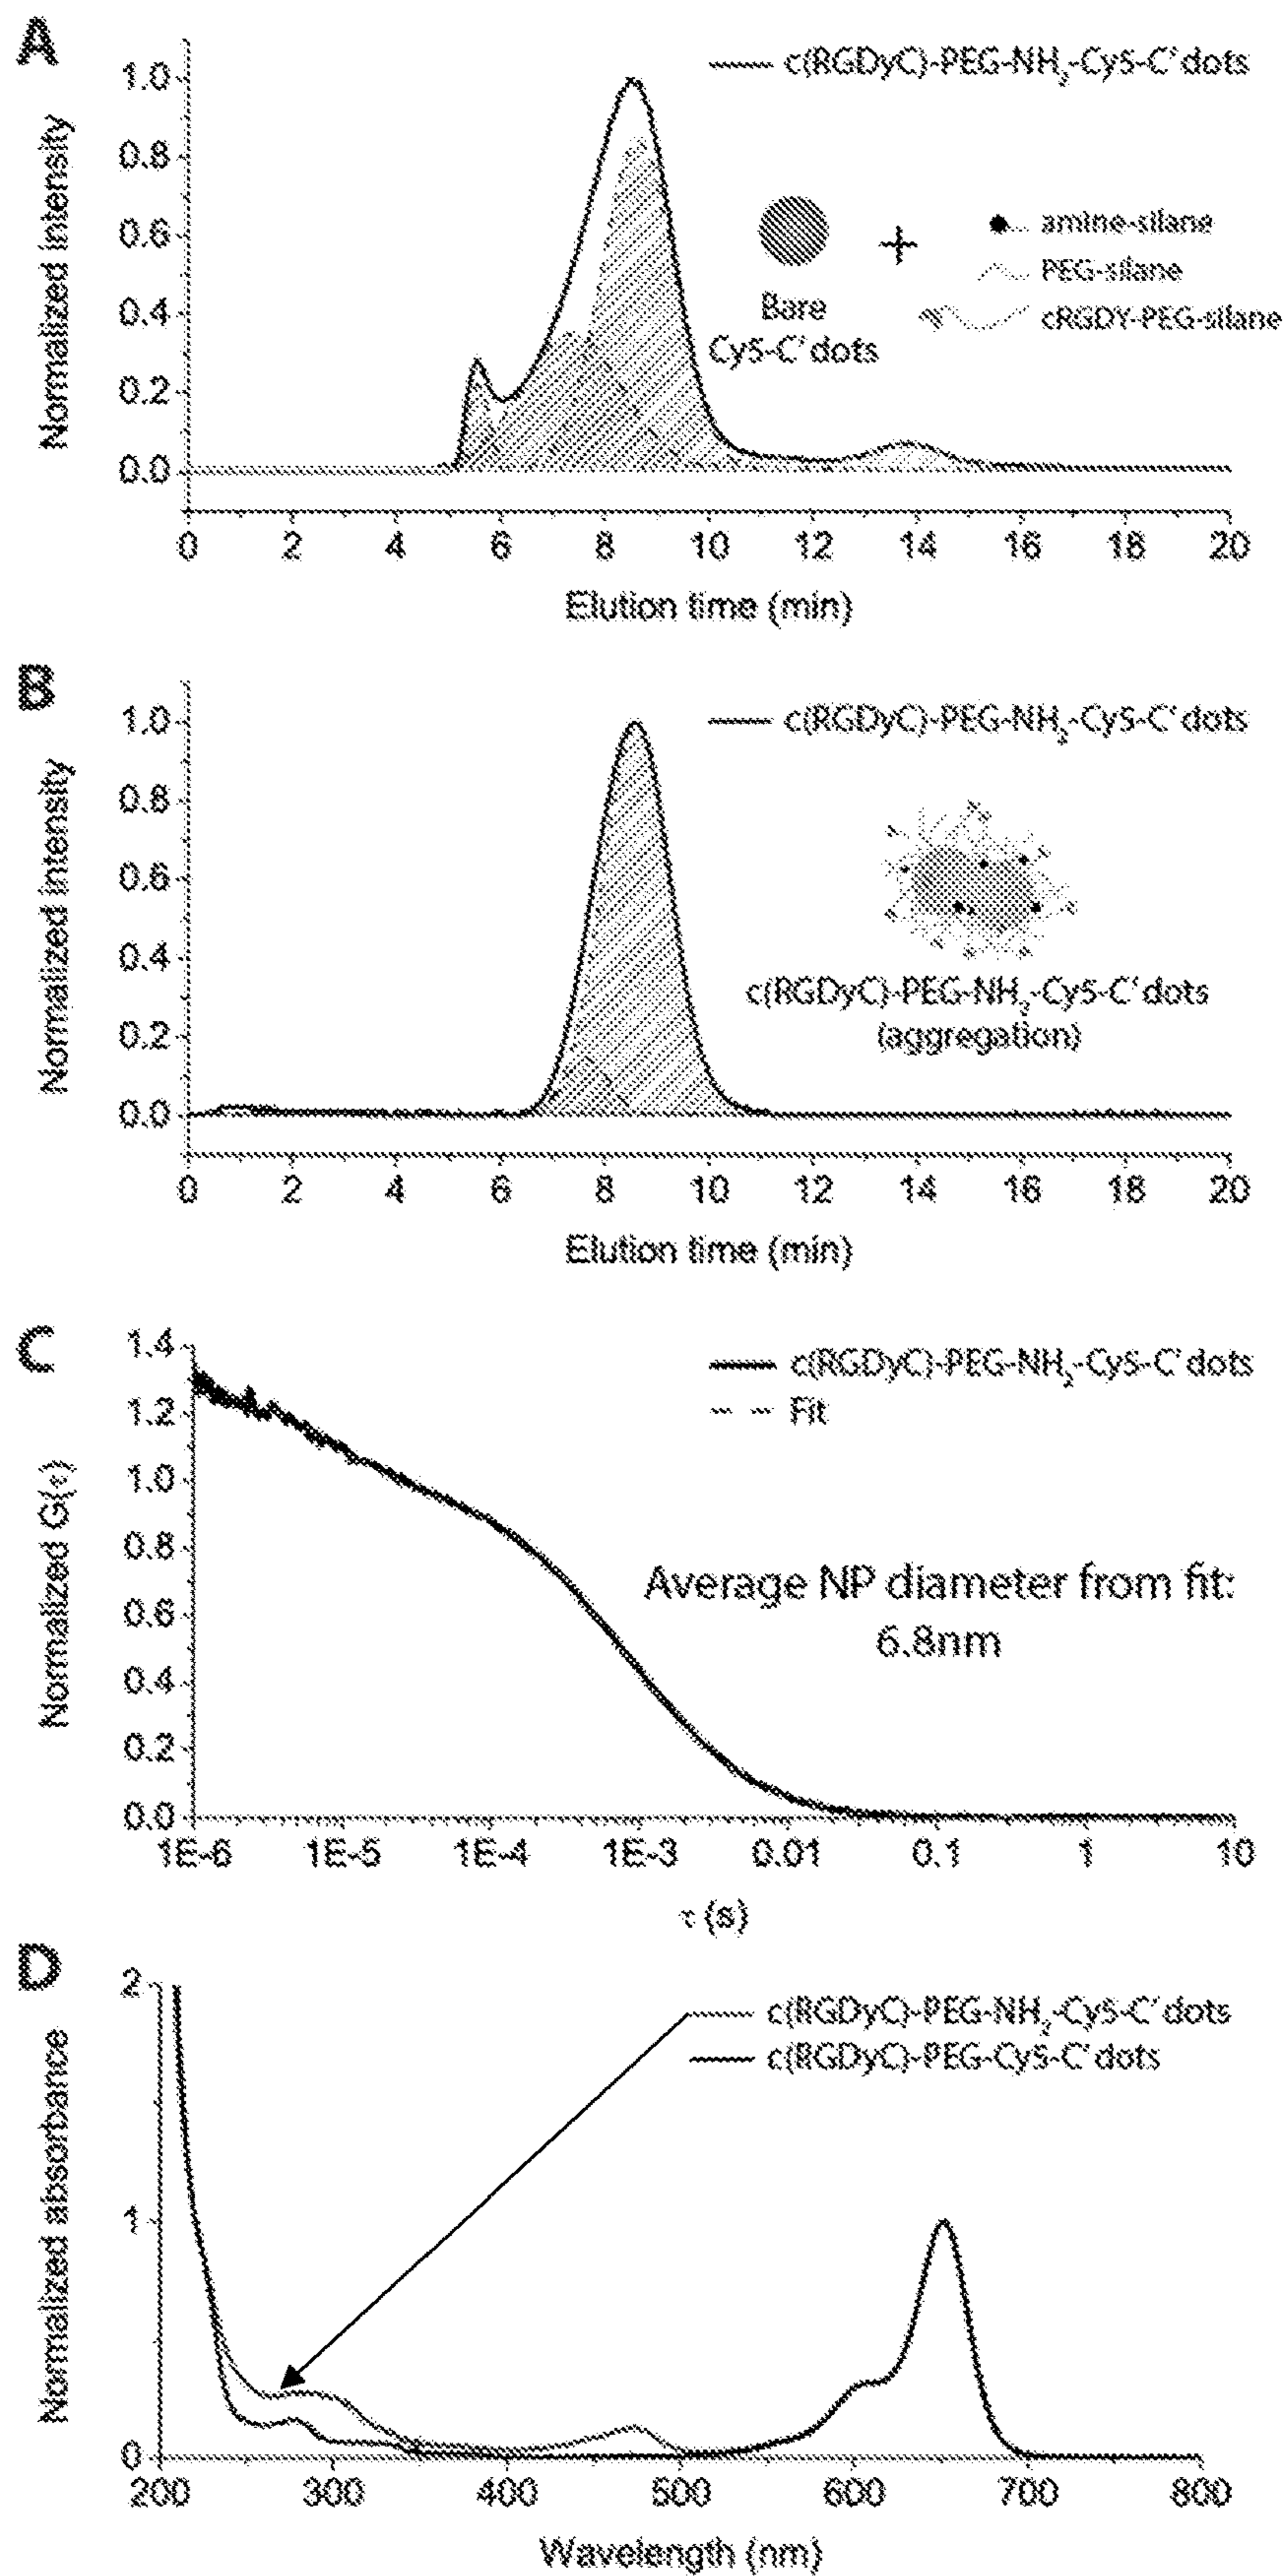 A
c(RGDyC)-PEG-NH2-Cy5-C'dots
1.0
0.8
0.6
0.4
0.2
0.0
Normalized intensity
amine-silane
PEG-silane
cRGDY-PEG-silane
+
Bare
Cy5-C'dots
0 2 4 6 8 10 12 14 16 18 20
Elution time (min)
B
c(RGDyC)-PEG-NH2-Cy5-C'dots
1.0
0.8
0.6
0.4
0.2
0.0
Normalized intensity
c(RGDyC)-PEG-NH2-Cy5-C'dots
(aggregation)
0 2 4 6 8 10 12 14 16 18 20
Elution time (min)
C
c(RGDyC)-PEG-NH2-Cy5-C'dots
Fit
1.4
1.2
1.0
0.8
0.6
0.4
0.2
0.0
Normalized G(τ)
Average NP diameter from fit:
6.8nm
1E-6 1E-5 1E-4 1E-3 0.01 0.1 1 10
τ (s)
D
c(RGDyC)-PEG-NH2-Cy5-C'dots
c(RGDyC)-PEG-Cy5-C'dots
2
1
0
Normalized absorbance
200 300 400 500 600 700 800
Wavelength (nm)